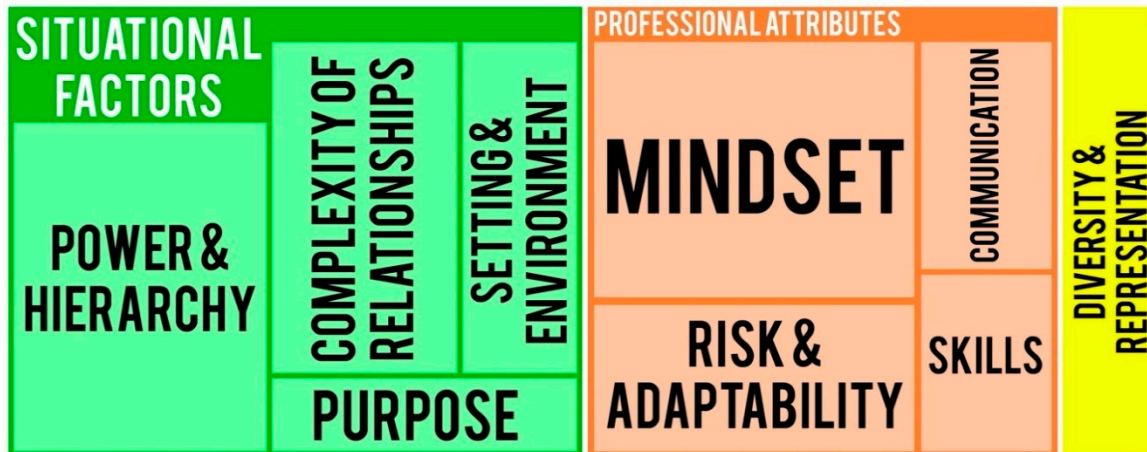 SITUATIONAL
FACTORS
POWER &
HIERARCHY
COMPLEXITY OF
RELATIONSHIPS
SETTING &
ENVIRONMENT
PURPOSE
PROFESSIONAL ATTRIBUTES
MINDSET
COMMUNICATION
RISK &
ADAPTABILITY
SKILLS
DIVERSITY &
REPRESENTATION